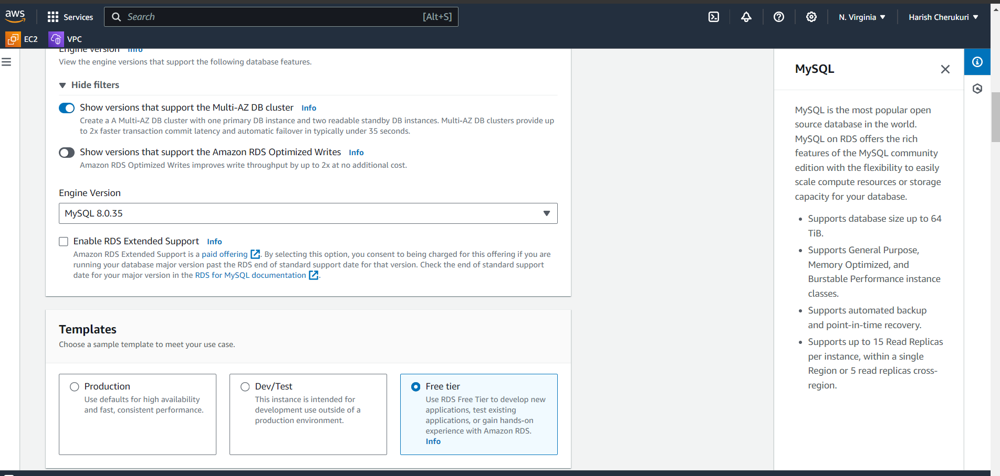 aws
Services
Search
[Alt+S]
N. Virginia
Harish Cherukuri
EC2
VPC
Engine version Info
View the engine versions that support the following database features.
Hide filters
Show versions that support the Multi-AZ DB cluster Info
Create a A Multi-AZ DB cluster with one primary DB instance and two readable standby DB instances. Multi-AZ DB clusters provide up
to 2x faster transaction commit latency and automatic failover in typically under 35 seconds.
Show versions that support the Amazon RDS Optimized Writes Info
Amazon RDS Optimized Writes improves write throughput by up to 2x at no additional cost.
Engine Version
MySQL 8.0.35
Enable RDS Extended Support Info
Amazon RDS Extended Support is a paid offering. By selecting this option, you consent to being charged for this offering if you are
running your database major version past the RDS end of standard support date for that version. Check the end of standard support
date for your major version in the RDS for MySQL documentation.
Templates
Choose a sample template to meet your use case.
Production
Use defaults for high availability
and fast, consistent performance.
Dev/Test
This instance is intended for
development use outside of a
production environment.
Free tier
Use RDS Free Tier to develop new
applications, test existing
applications, or gain hands-on
experience with Amazon RDS.
Info
MySQL
MySQL is the most popular open
source database in the world.
MySQL on RDS offers the rich
features of the MySQL community
edition with the flexibility to easily
scale compute resources or storage
capacity for your database.
• Supports database size up to 64
TiB.
• Supports General Purpose,
Memory Optimized, and
Burstable Performance instance
classes.
• Supports automated backup
and point-in-time recovery.
• Supports up to 15 Read Replicas
per instance, within a single
Region or 5 read replicas cross-
region.